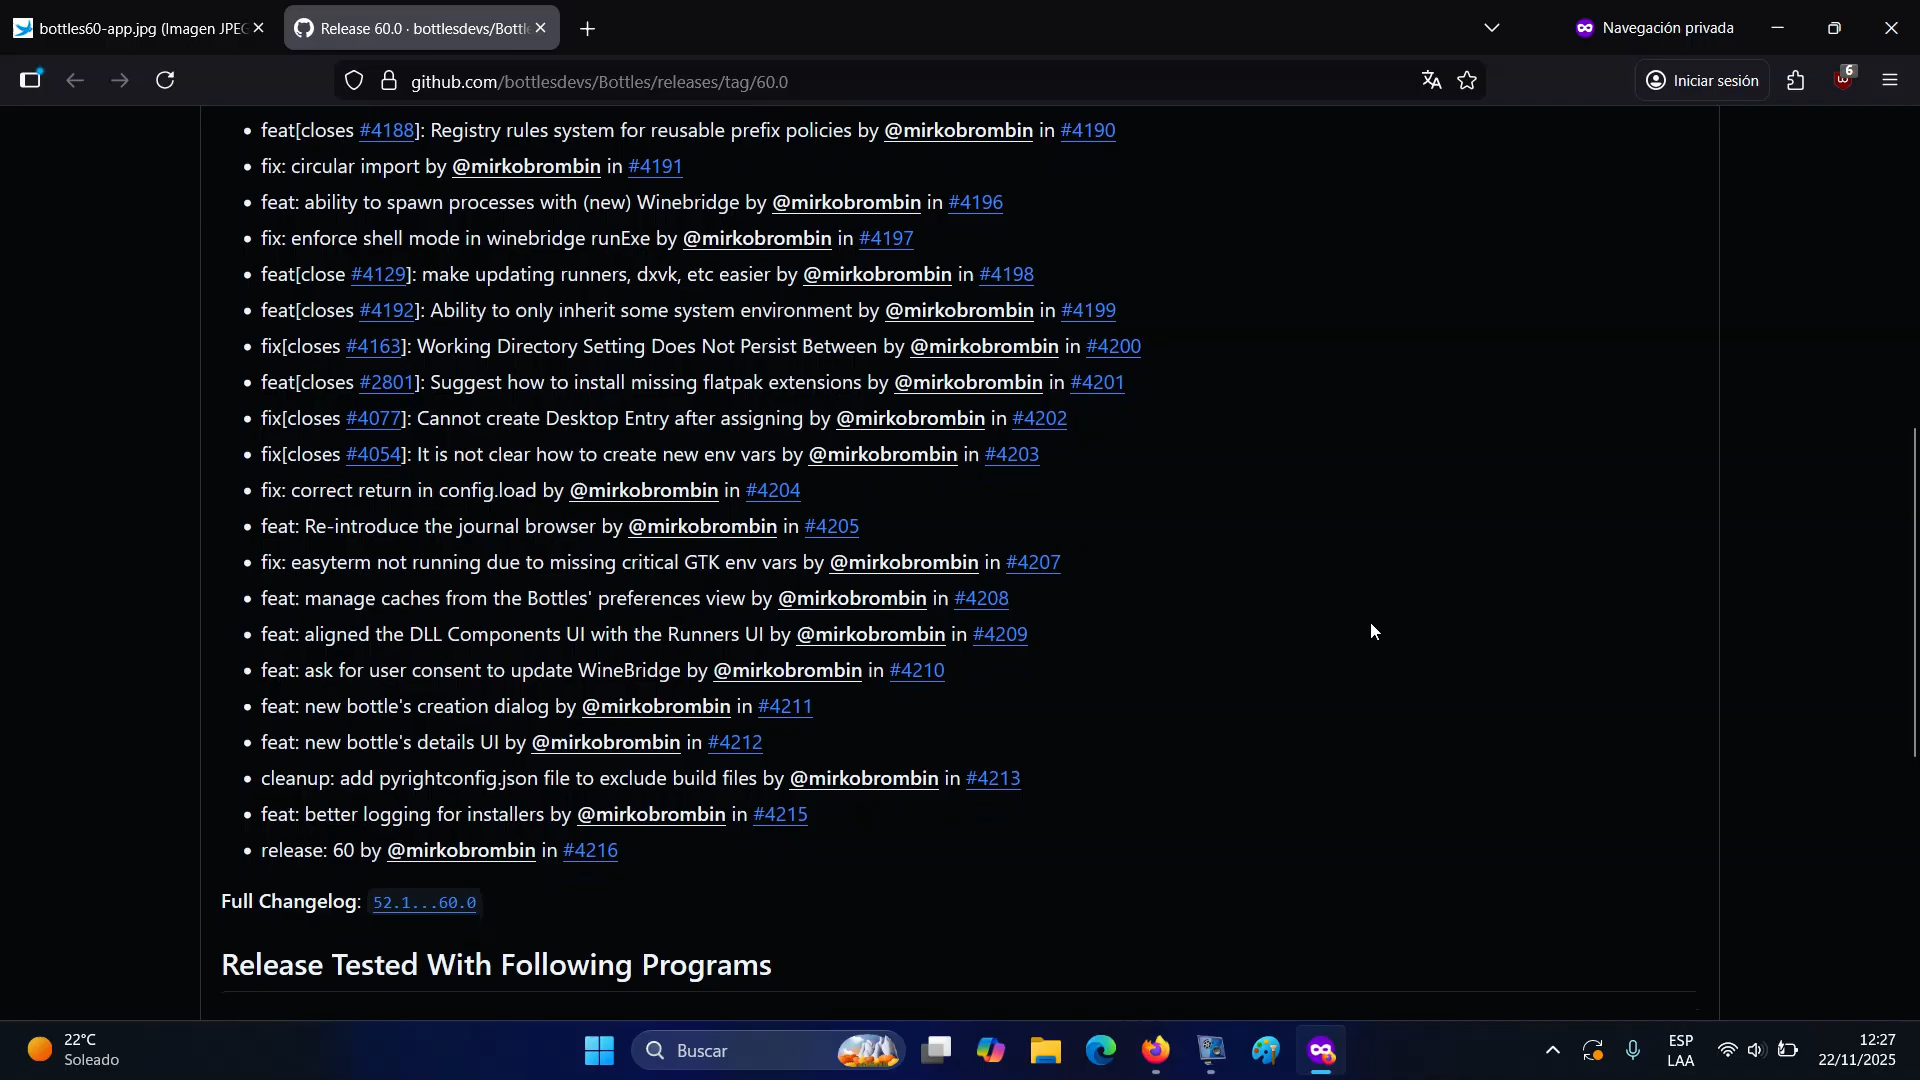 bottles60-app.jpg (Imagen JPEG
Release 60.0 · bottlesdevs/Bottle
Navegación privada
github.com/bottlesdevs/Bottles/releases/tag/60.0
Iniciar sesión
6
• feat[closes #4188]: Registry rules system for reusable prefix policies by @mirkobrombin in #4190
• fix: circular import by @mirkobrombin in #4191
• feat: ability to spawn processes with (new) Winebridge by @mirkobrombin in #4196
• fix: enforce shell mode in winebridge runExe by @mirkobrombin in #4197
• feat[close #4129]: make updating runners, dxvk, etc easier by @mirkobrombin in #4198
• feat[closes #4192]: Ability to only inherit some system environment by @mirkobrombin in #4199
• fix[closes #4163]: Working Directory Setting Does Not Persist Between by @mirkobrombin in #4200
• feat[closes #2801]: Suggest how to install missing flatpak extensions by @mirkobrombin in #4201
• fix[closes #4077]: Cannot create Desktop Entry after assigning by @mirkobrombin in #4202
• fix[closes #4054]: It is not clear how to create new env vars by @mirkobrombin in #4203
• fix: correct return in config.load by @mirkobrombin in #4204
• feat: Re-introduce the journal browser by @mirkobrombin in #4205
• fix: easyterm not running due to missing critical GTK env vars by @mirkobrombin in #4207
• feat: manage caches from the Bottles' preferences view by @mirkobrombin in #4208
• feat: aligned the DLL Components UI with the Runners UI by @mirkobrombin in #4209
• feat: ask for user consent to update WineBridge by @mirkobrombin in #4210
• feat: new bottle's creation dialog by @mirkobrombin in #4211
• feat: new bottle's details UI by @mirkobrombin in #4212
• cleanup: add pyrightconfig.json file to exclude build files by @mirkobrombin in #4213
• feat: better logging for installers by @mirkobrombin in #4215
• release: 60 by @mirkobrombin in #4216
Full Changelog: 52.1...60.0
Release Tested With Following Programs
22°C
Soleado
Buscar
ESP
LAA
12:27
22/11/2025